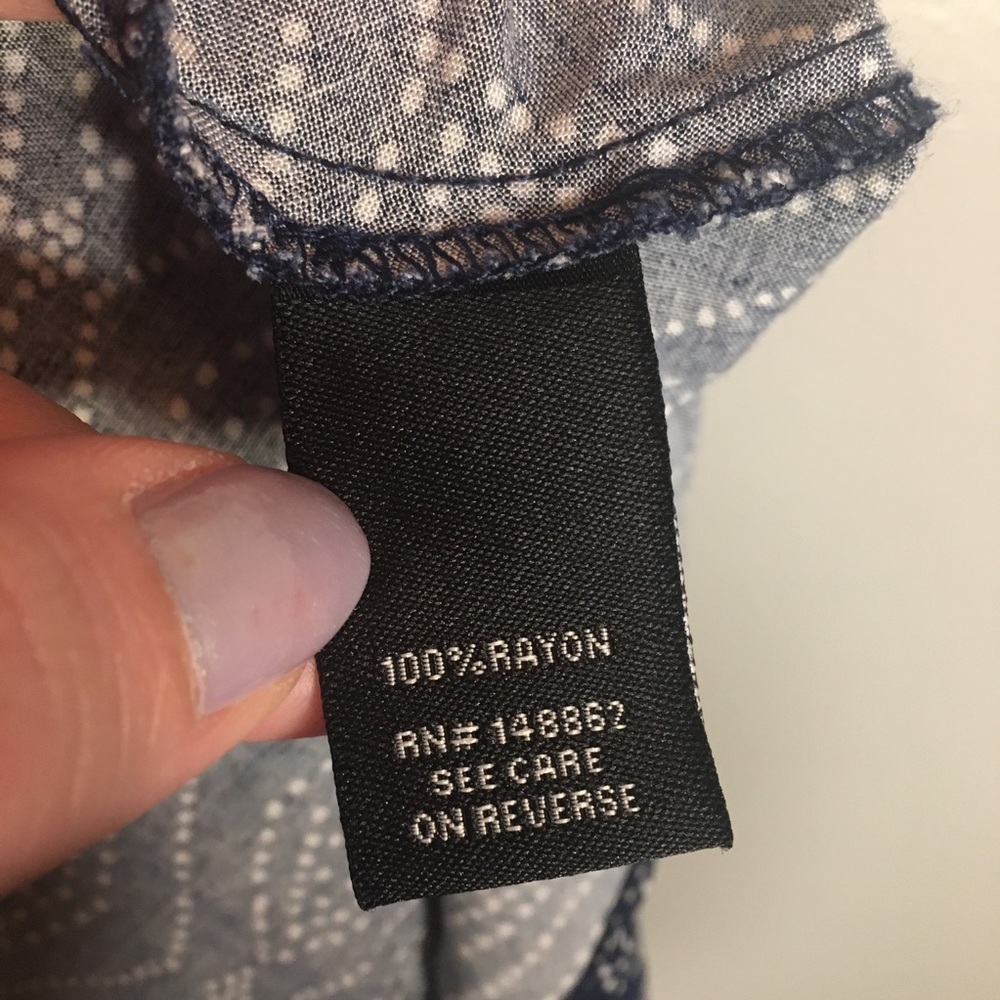 100%RAYON
RN# 148862
SEE CARE
ON REVERSE